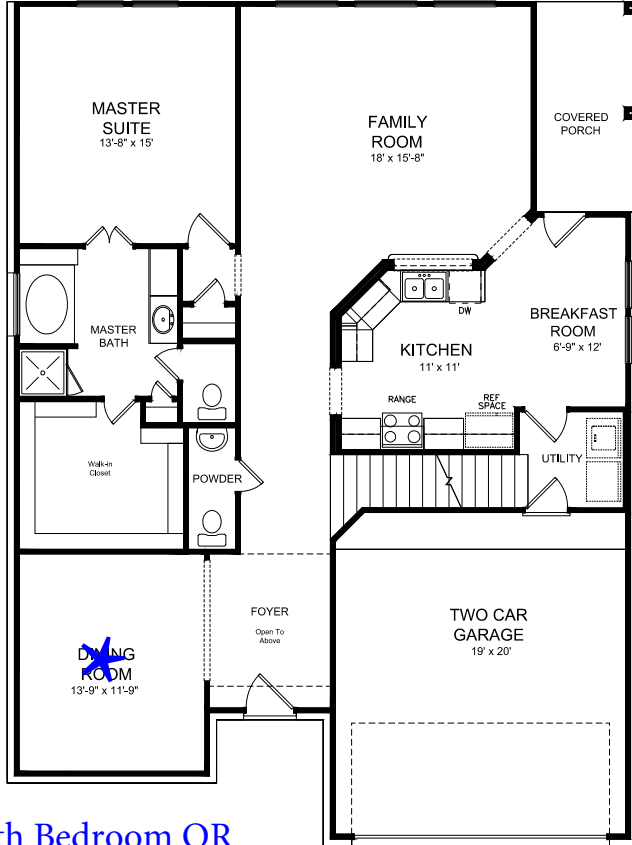 MASTER
SUITE
13'-8" x 15'
FAMILY
ROOM
18' x 15'-8"
COVERED
PORCH
MASTER
BATH
DW
BREAKFAST
ROOM
6'-9" x 12'
KITCHEN
11' x 11'
RANGE
REF
SPACE
Walk-in
Closet
POWDER
UTILITY
FOYER
Open To
Above
TWO CAR
GARAGE
19' x 20'
DINING
ROOM
13'-9" x 11'-9"
th Bedroom OR